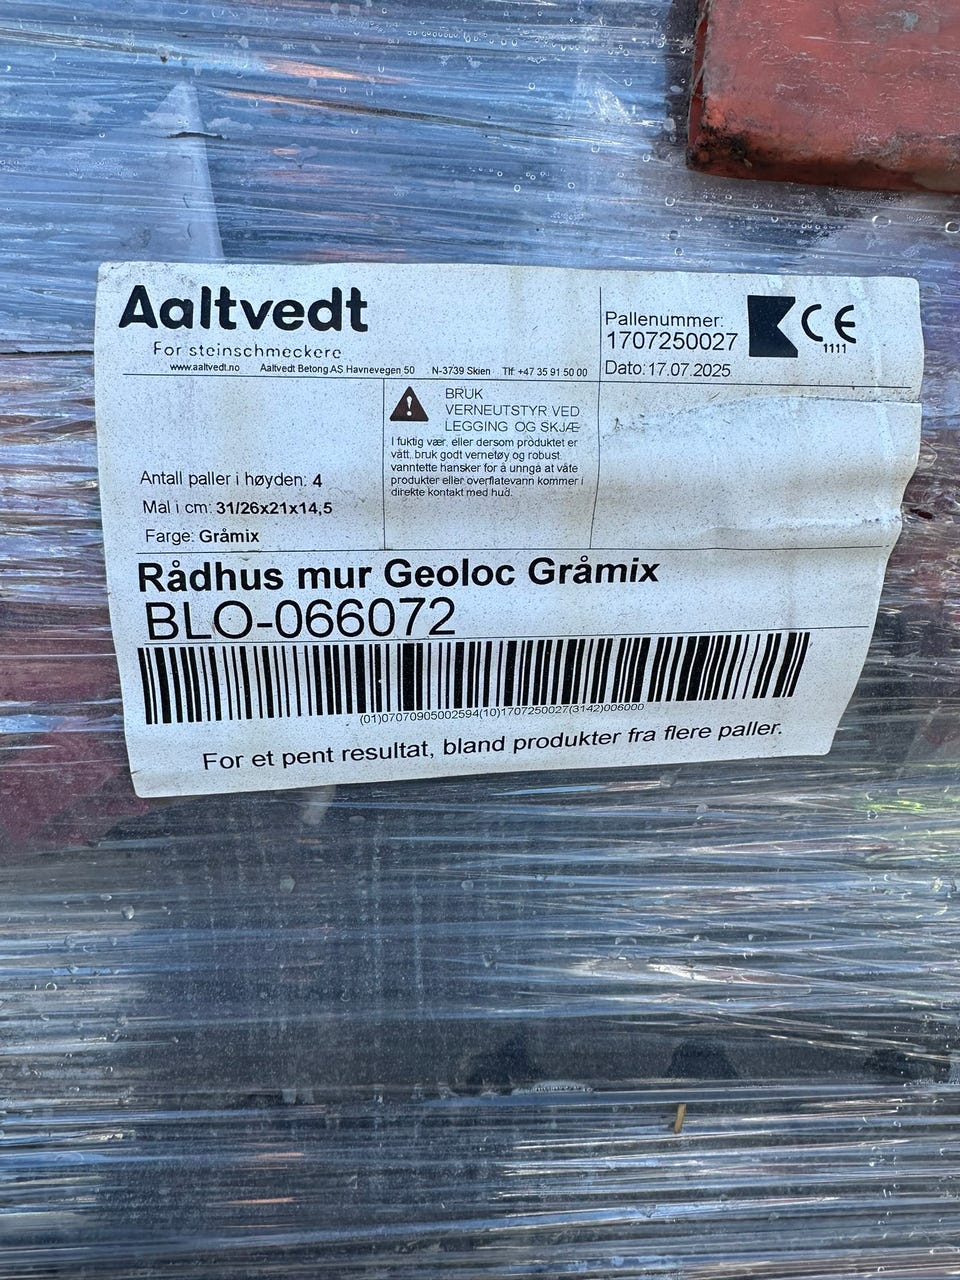 Aaltvedt
For steinschmeckere
www.aaltvedt.no Aaltvedt Betong AS Havnevegen 50 N-3739 Skien Tlf: +47 35 91 50 00
Pallenummer:
1707250027
Dato: 17.07.2025
CE
1111
BRUK
VERNEUTSTYR VED
LEGGING OG SKJÆ
I fuktig vær, eller dersom produktet er
vått, bruk godt vernetøy og robust,
vanntette hansker for å unngå at våte
produkter eller overflatevann kommer i
direkte kontakt med hud.
Antall paller i høyden: 4
Mål i cm: 31/26x21x14,5
Farge: Gråmix
Rådhus mur Geoloc Gråmix
BLO-066072
(01)07070905002594(10)1707250027(3142)006000
For et pent resultat, bland produkter fra flere paller.